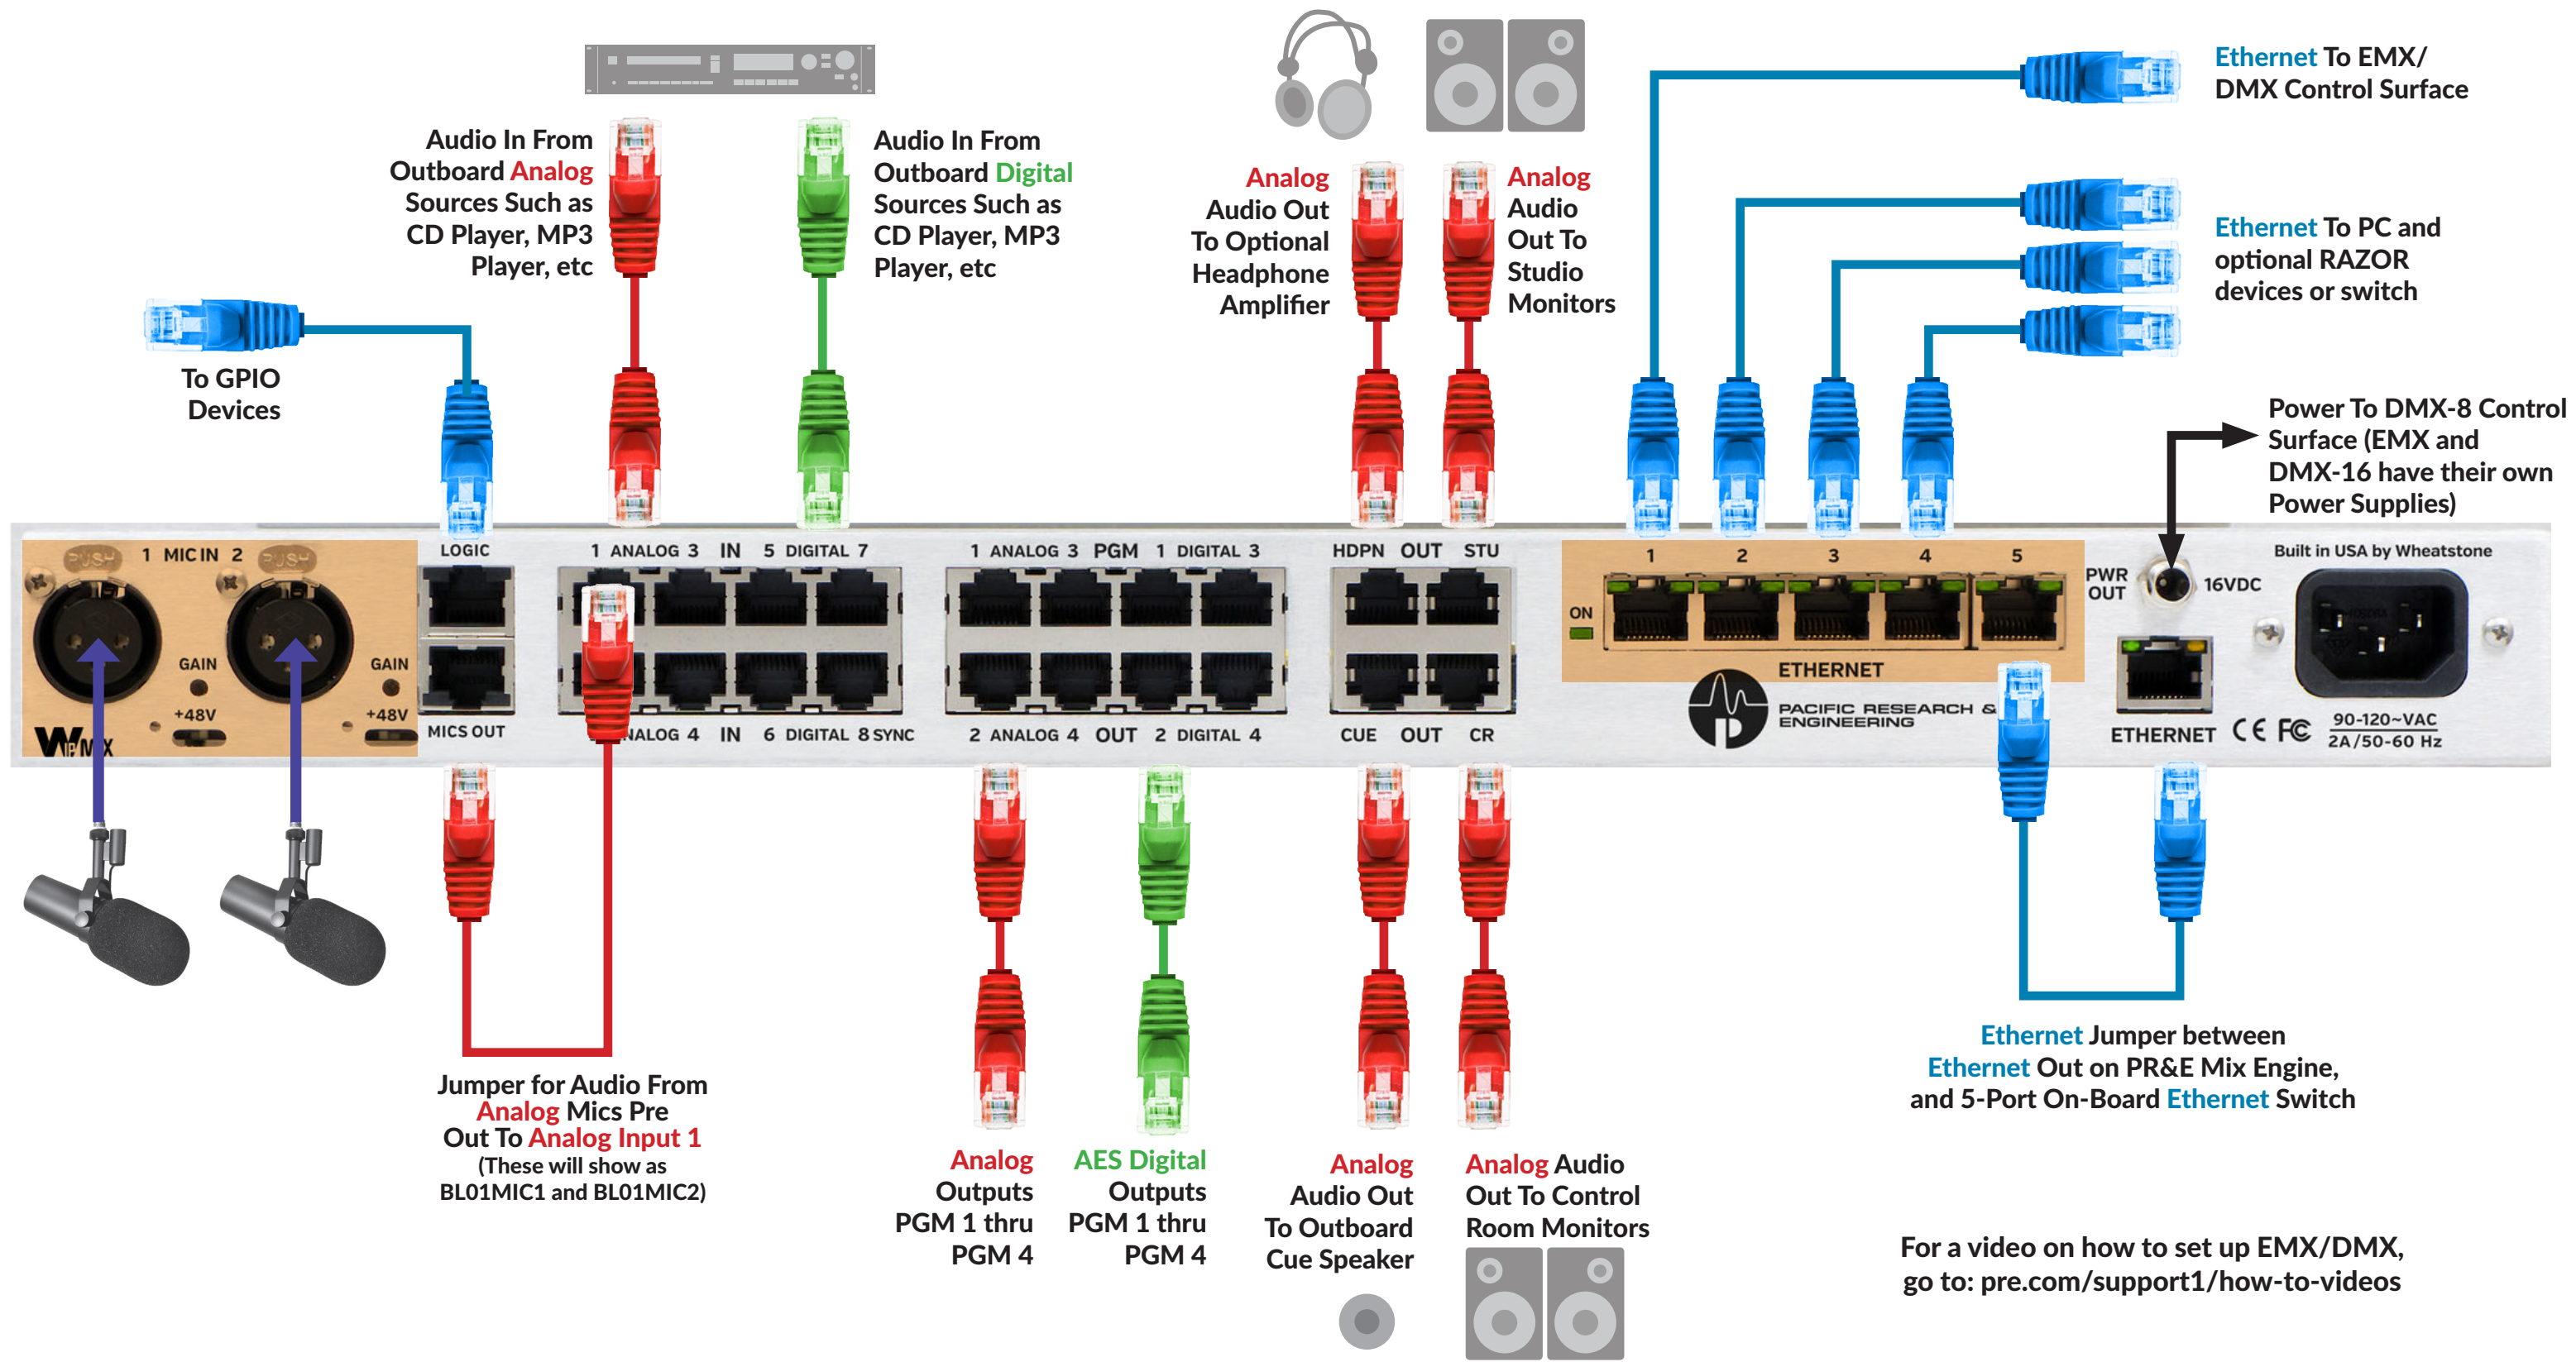 Audio In From
Outboard Analog
Sources Such as
CD Player, MP3
Player, etc
Audio In From
Outboard Digital
Sources Such as
CD Player, MP3
Player, etc
Analog
Audio Out
To Optional
Headphone
Amplifier
Analog
Audio
Out To
Studio
Monitors
Ethernet To EMX/
DMX Control Surface
Ethernet To PC and
optional RAZOR
devices or switch
To GPIO
Devices
Power To DMX-8 Control
Surface (EMX and
DMX-16 have their own
Power Supplies)
PUSH 1 MIC IN 2 PUSH
GAIN
+48V
GAIN
+48V
LOGIC
MICS OUT
1 ANALOG 3 IN 5 DIGITAL 7
NALOG 4 IN 6 DIGITAL 8 SYNC
1 ANALOG 3 PGM 1 DIGITAL 3
2 ANALOG 4 OUT 2 DIGITAL 4
HDPN OUT STU
CUE OUT CR
1 2 3 4 5
ON
ETHERNET
PACIFIC RESEARCH &
ENGINEERING
PWR
OUT
16VDC
ETHERNET
Built in USA by Wheatstone
CE FC
90-120~VAC
2A/50-60 Hz
Jumper for Audio From
Analog Mics Pre
Out To Analog Input 1
(These will show as
BL01MIC1 and BL01MIC2)
Analog
Outputs
PGM 1 thru
PGM 4
AES Digital
Outputs
PGM 1 thru
PGM 4
Analog
Audio Out
To Outboard
Cue Speaker
Analog Audio
Out To Control
Room Monitors
Ethernet Jumper between
Ethernet Out on PR&E Mix Engine,
and 5-Port On-Board Ethernet Switch
For a video on how to set up EMX/DMX,
go to: pre.com/support1/how-to-videos